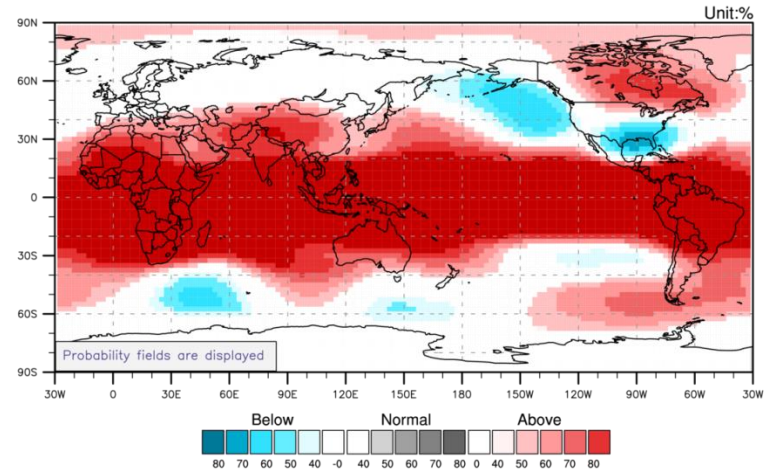 Unit:%
90N
60N
30N
0
30S
60S
90S
Probability fields are displayed
30W 0 30E 60E 90E 120E 150E 180 150W 120W 90W 60W 30W
Below Normal Above
80 70 60 50 40 -0 40 50 60 70 80 0 40 50 60 70 80